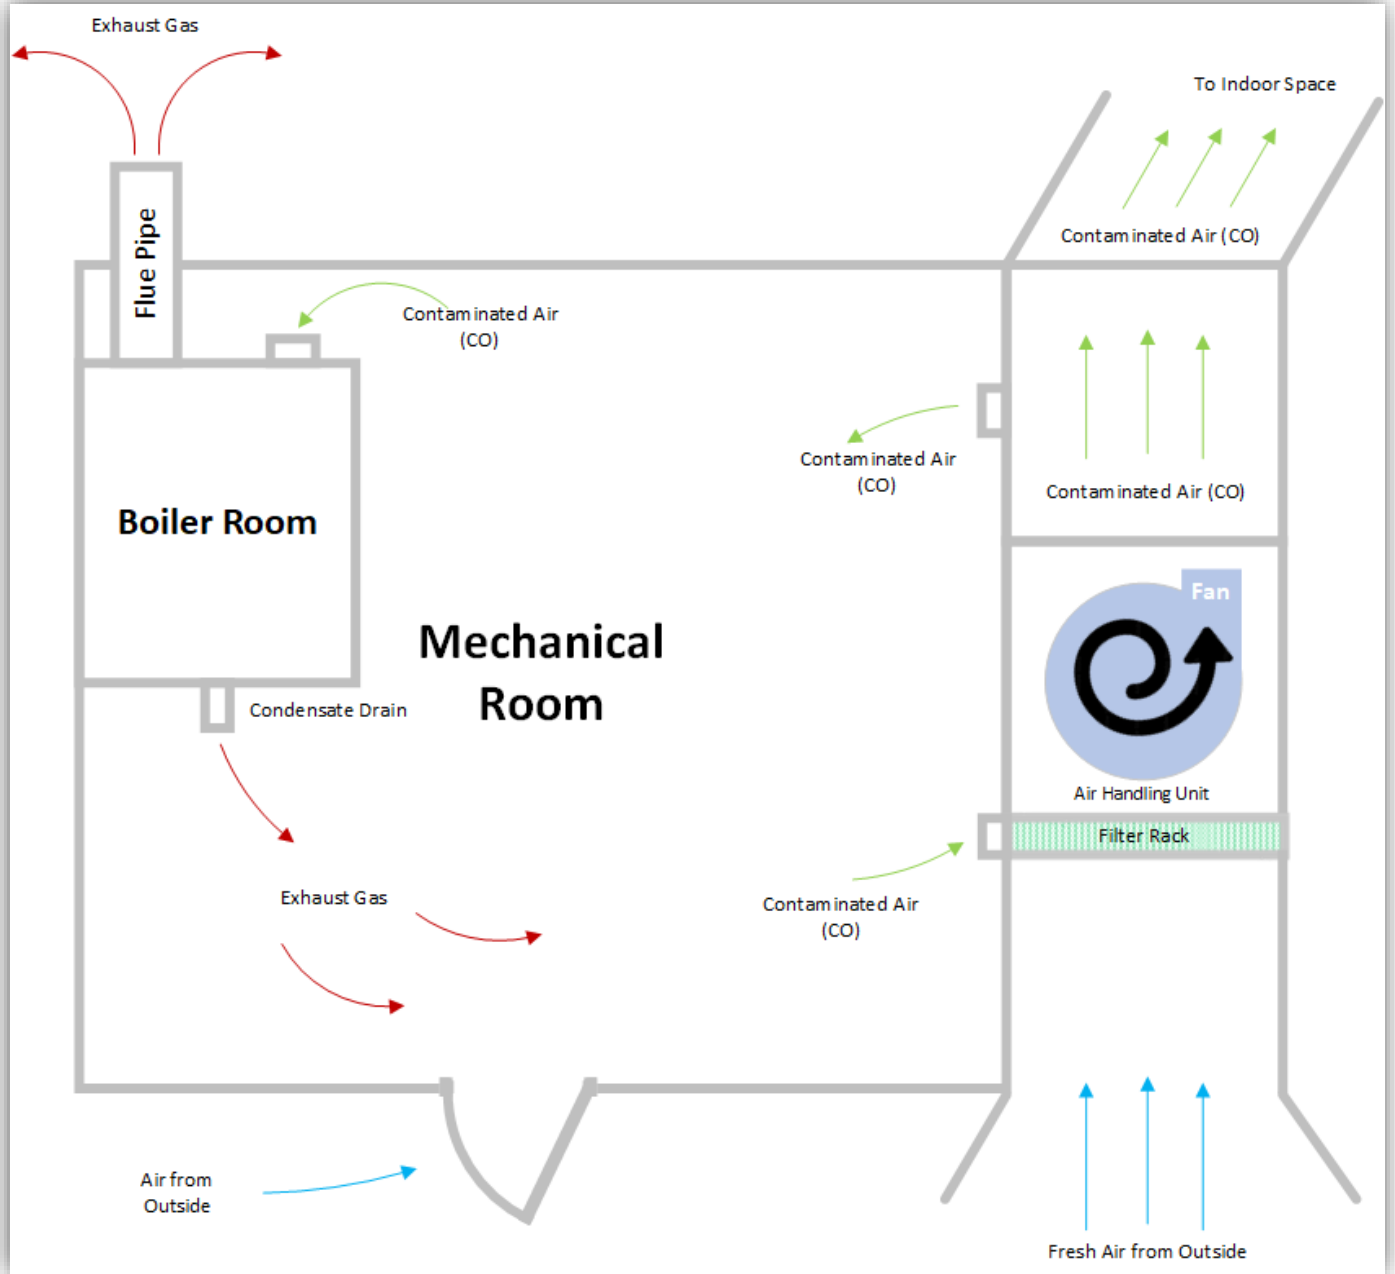 Exhaust Gas
To Indoor Space
Flue Pipe
Contaminated Air (CO)
Contaminated Air
(CO)
Contaminated Air
(CO)
Contaminated Air (CO)
Boiler Room
Fan
Mechanical
Room
Condensate Drain
Air Handling Unit
Filter Rack
Exhaust Gas
Contaminated Air
(CO)
Air from
Outside
Fresh Air from Outside